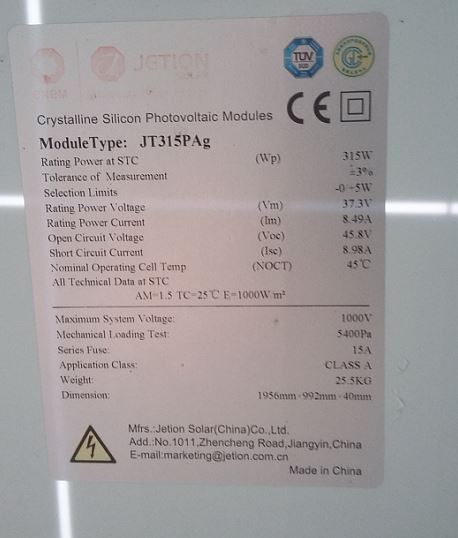 CNBM JETION
SOLAR
TÜV
SÜD
CE
Crystalline Silicon Photovoltaic Modules
ModuleType: JT315PAg
Rating Power at STC (Wp) 315W
Tolerance of Measurement ±3%
Selection Limits -0~+5W
Rating Power Voltage (Vm) 37.3V
Rating Power Current (Im) 8.49A
Open Circuit Voltage (Voc) 45.8V
Short Circuit Current (Isc) 8.98A
Nominal Operating Cell Temp (NOCT) 45℃
All Technical Data at STC
AM=1.5 TC=25℃ E=1000W/m²
Maximum System Voltage: 1000V
Mechanical Loading Test: 5400Pa
Series Fuse: 15A
Application Class: CLASS A
Weight: 25.5KG
Dimension: 1956mm*992mm*40mm
Mfrs.:Jetion Solar(China)Co.,Ltd.
Add.:No.1011,Zhencheng Road,Jiangyin,China
E-mail:marketing@jetion.com.cn
Made in China